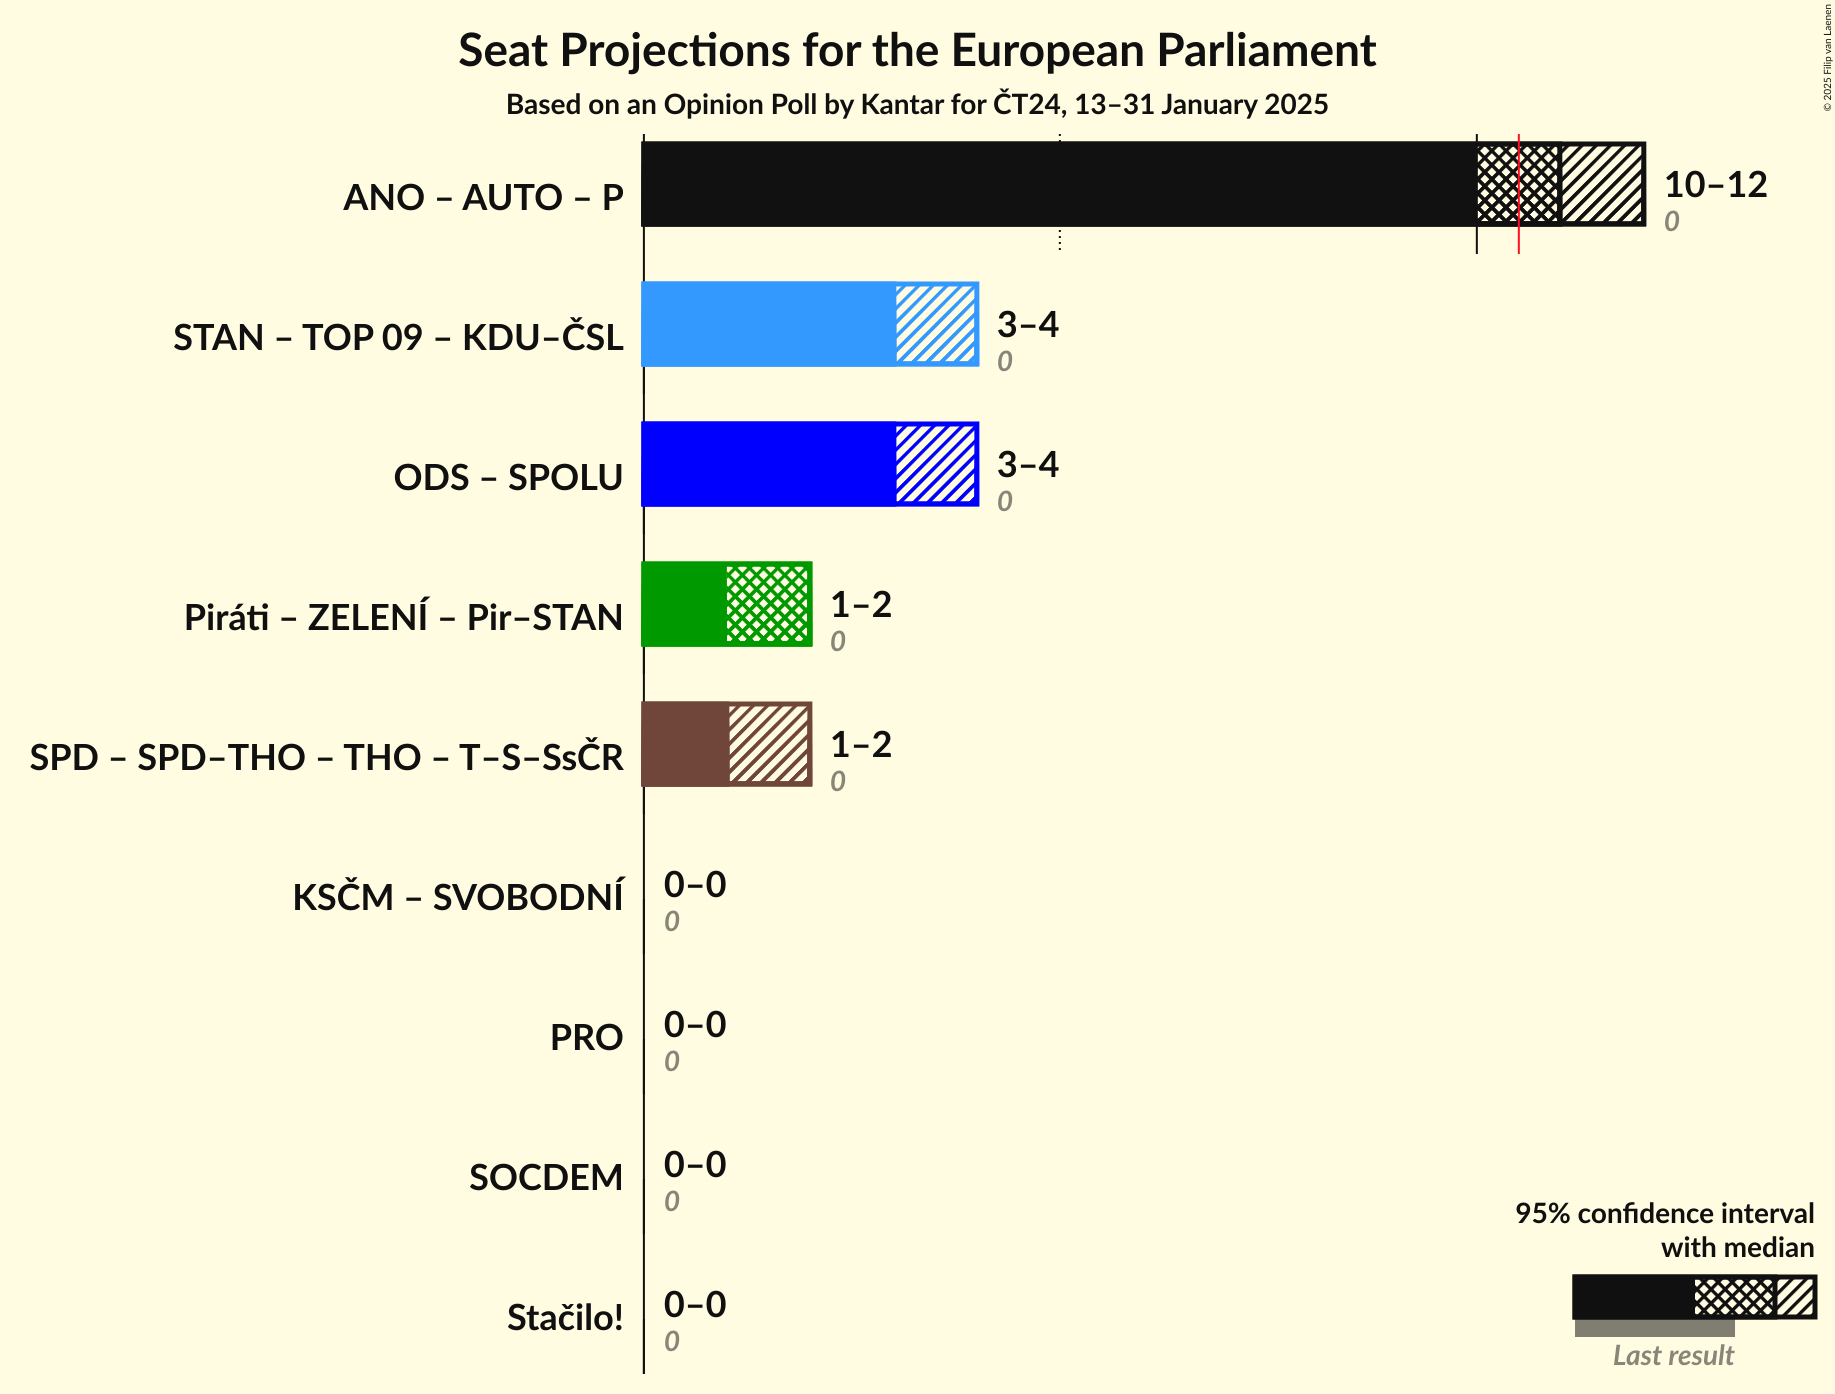 Seat Projections for the European Parliament
Based on an Opinion Poll by Kantar for ČT24, 13–31 January 2025
© 2025 Filip van Laenen
ANO – AUTO – P
10–12
0
STAN – TOP 09 – KDU–ČSL
3–4
0
ODS – SPOLU
3–4
0
Piráti – ZELENÍ – Pir–STAN
1–2
0
SPD – SPD–THO – THO – T–S–SsČR
1–2
0
KSČM – SVOBODNÍ
0–0
0
PRO
0–0
0
SOCDEM
0–0
0
Stačilo!
0–0
0
95% confidence interval
with median
Last result